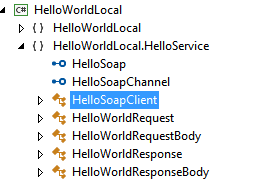 C# HelloWorldLocal
{ } HelloWorldLocal
{ } HelloWorldLocal.HelloService
HelloSoap
HelloSoapChannel
HelloSoapClient
HelloWorldRequest
HelloWorldRequestBody
HelloWorldResponse
HelloWorldResponseBody